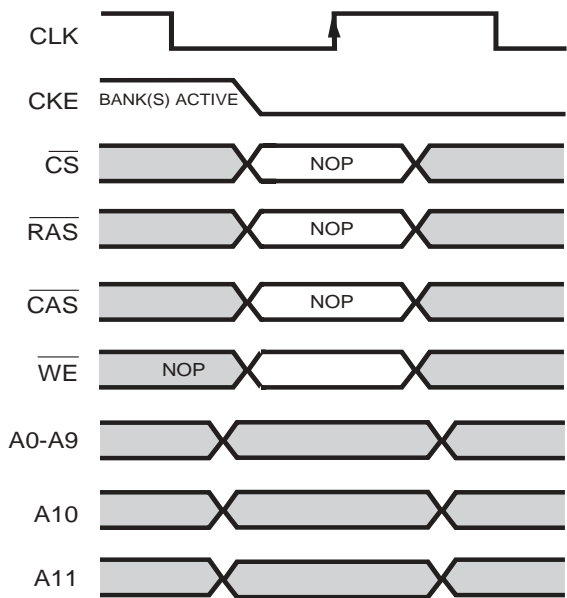 CLK
CKE BANK(S) ACTIVE
CS NOP
RAS NOP
CAS NOP
WE NOP
A0-A9
A10
A11